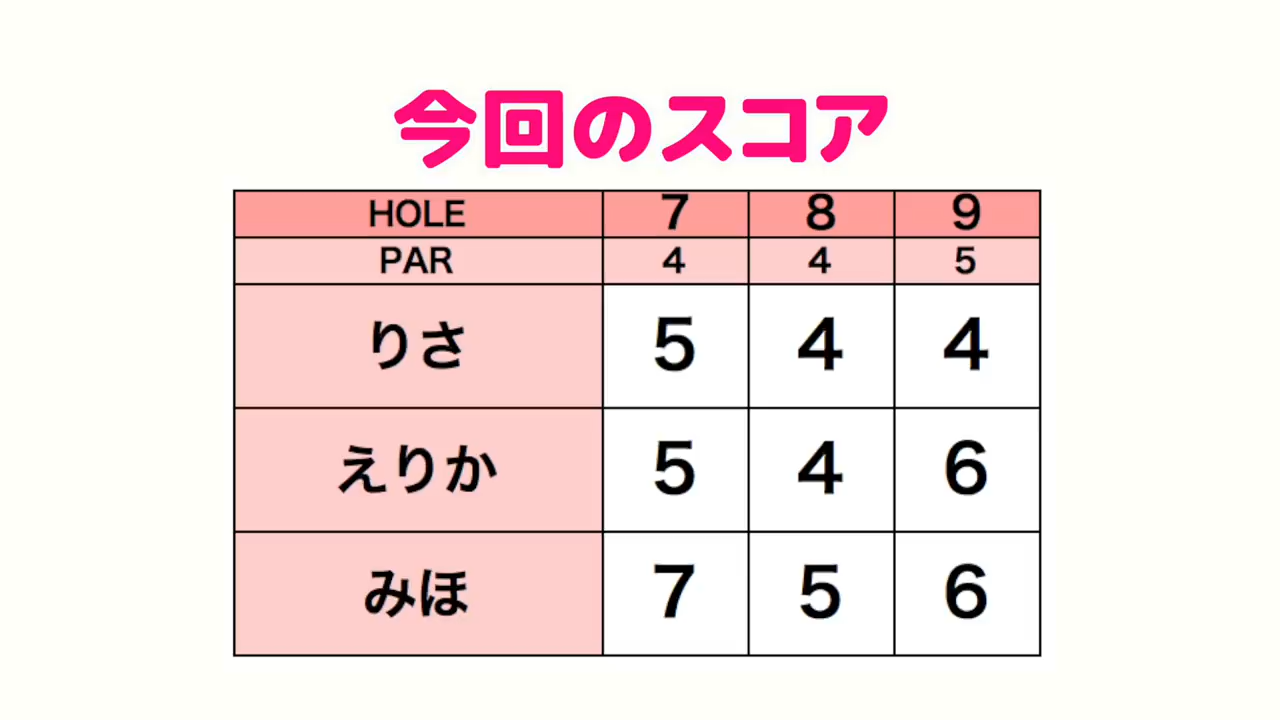 今回のスコア
HOLE 7 8 9
PAR 4 4 5
りさ 5 4 4
えりか 5 4 6
みほ 7 5 6